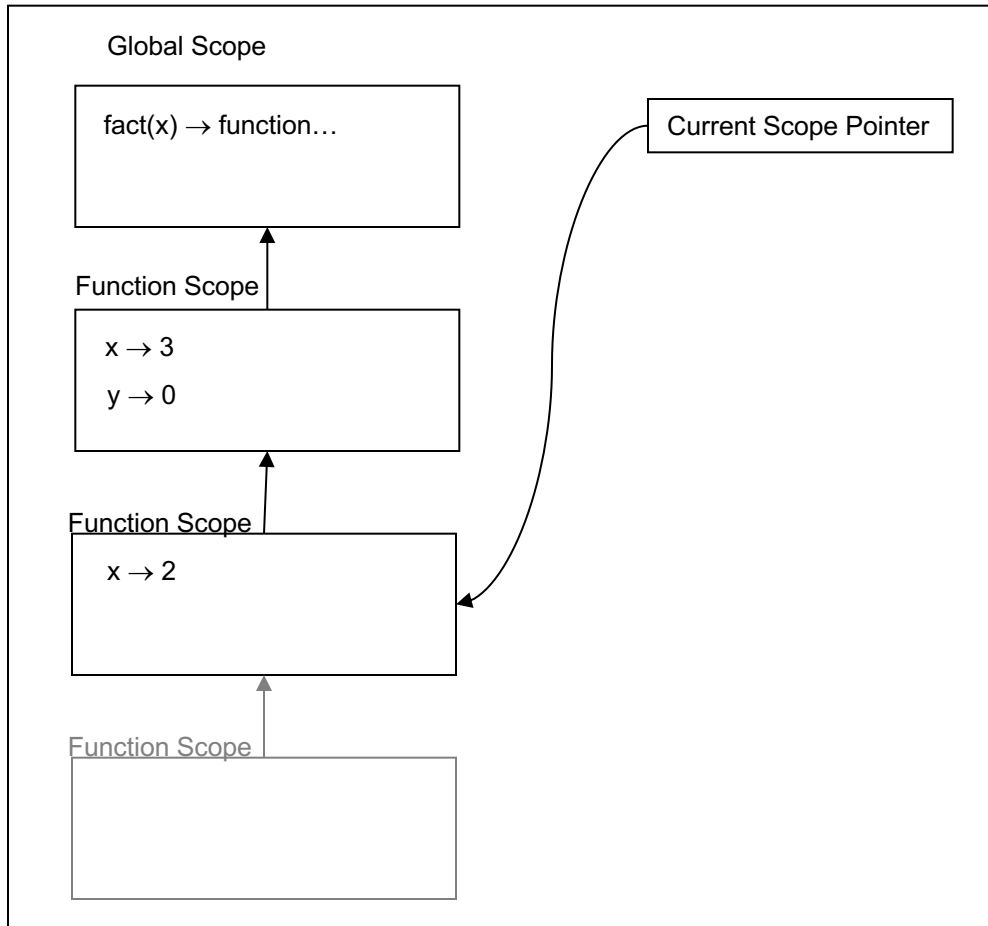 Global Scope
fact(x) → function…
Current Scope Pointer
Function Scope
x → 3
y → 0
Function Scope
x → 2
Function Scope